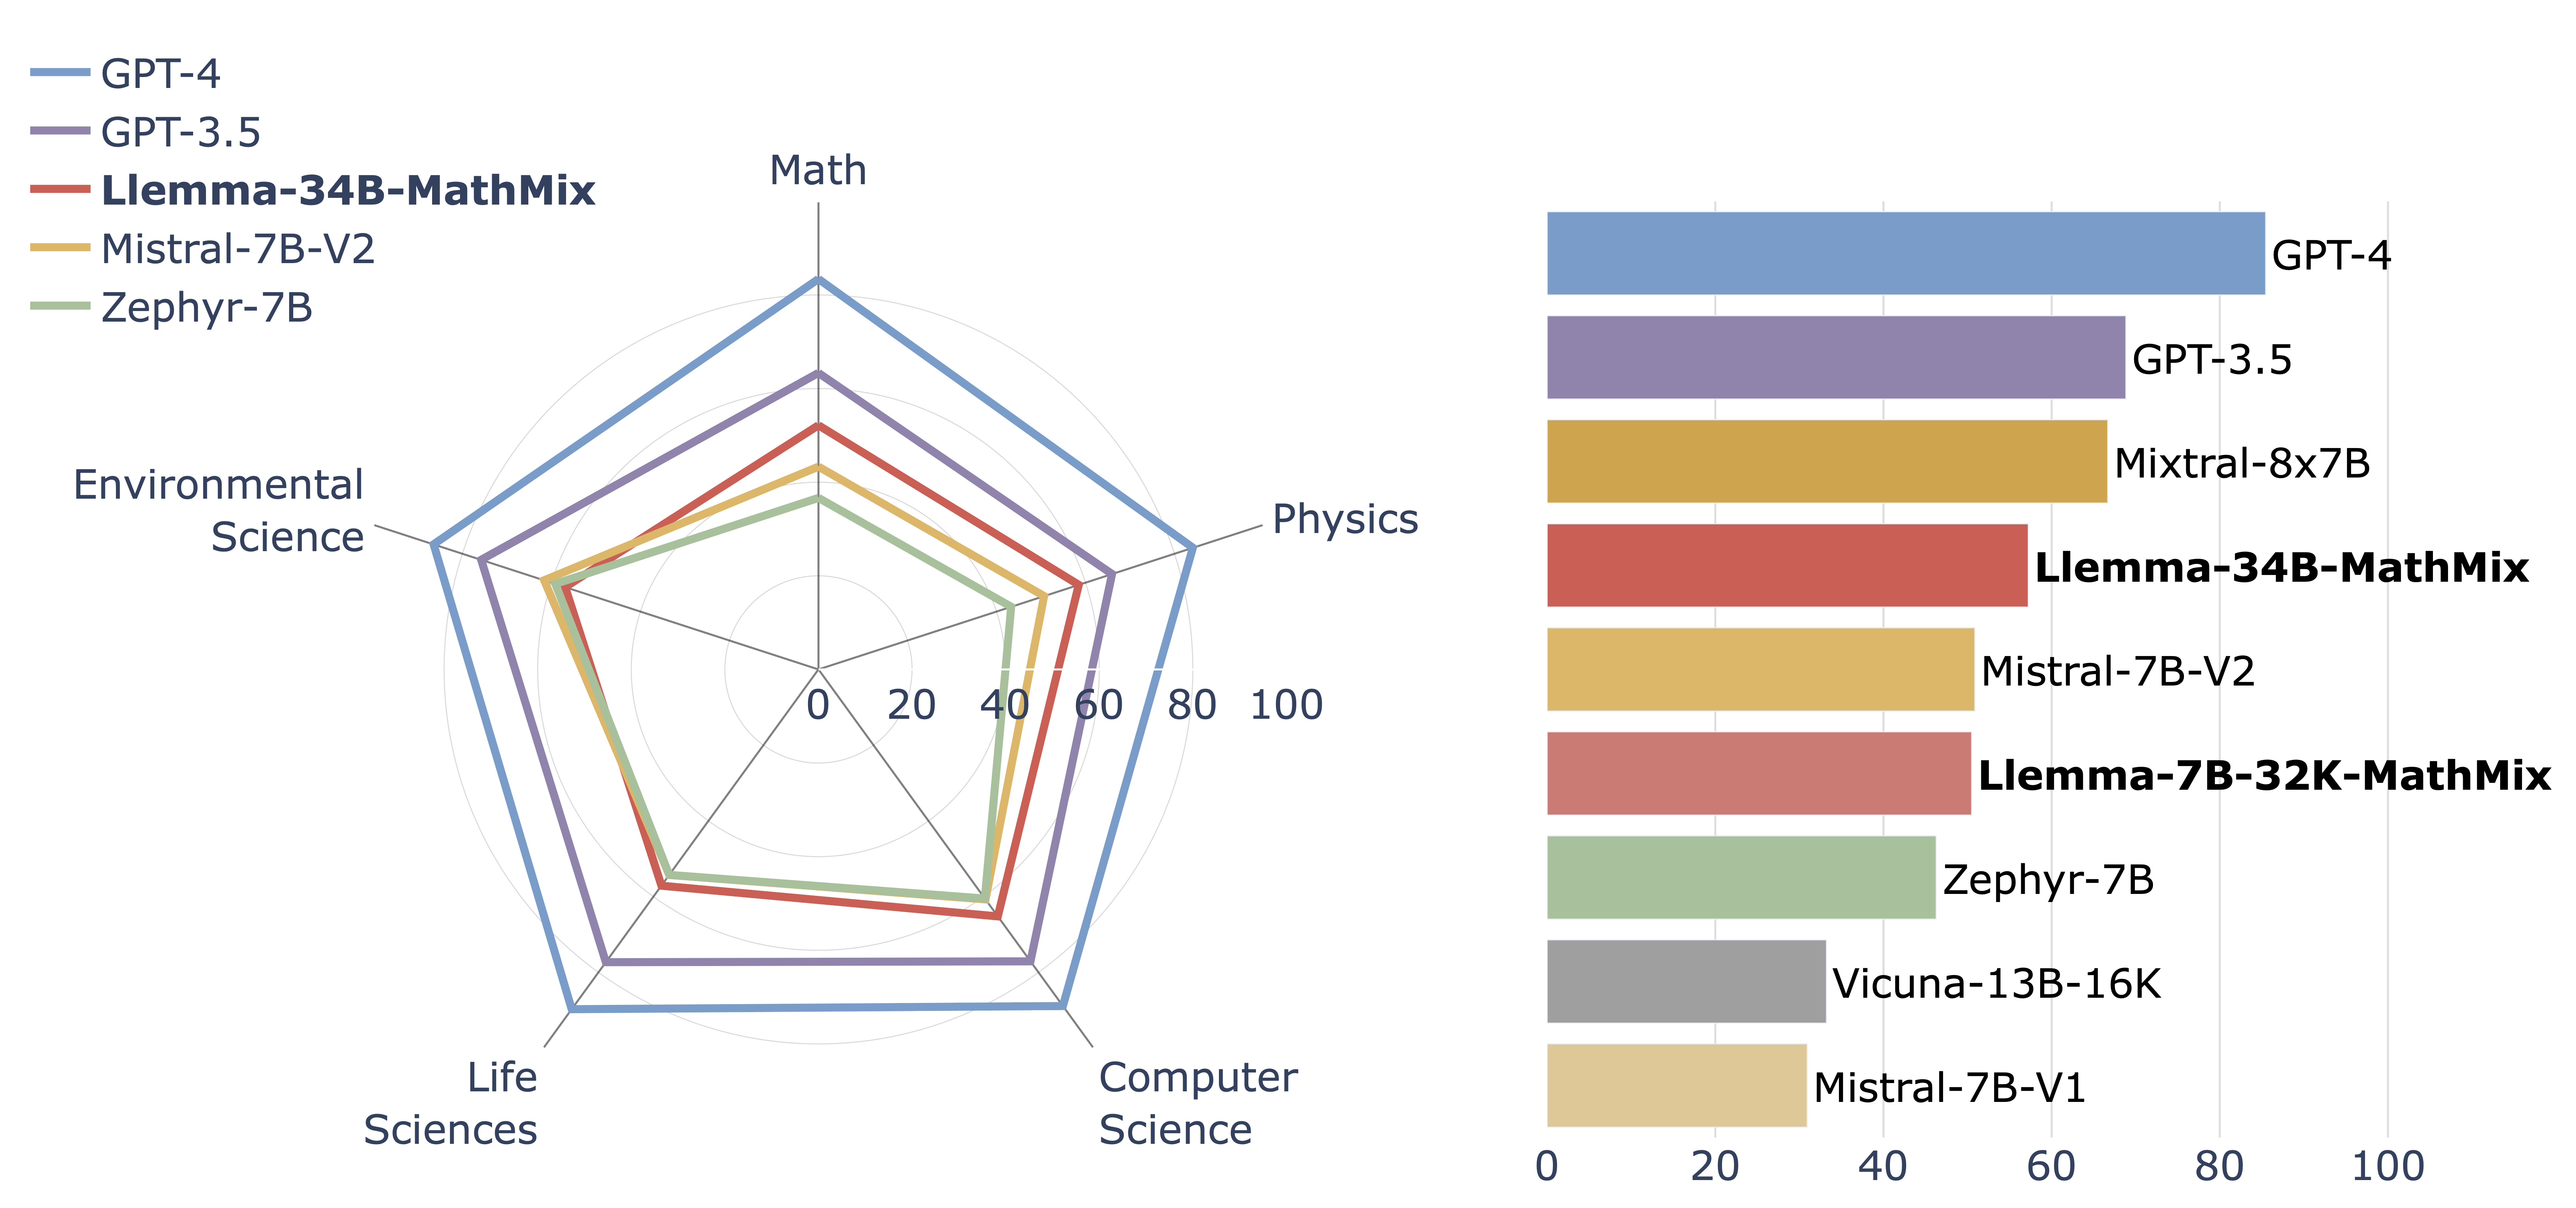 GPT-4
GPT-3.5
Llemma-34B-MathMix
Mistral-7B-V2
Zephyr-7B
Math
Physics
Computer
Science
Life
Sciences
Environmental
Science
0 20 40 60 80 100
GPT-4
GPT-3.5
Mixtral-8x7B
Llemma-34B-MathMix
Mistral-7B-V2
Llemma-7B-32K-MathMix
Zephyr-7B
Vicuna-13B-16K
Mistral-7B-V1
0 20 40 60 80 100